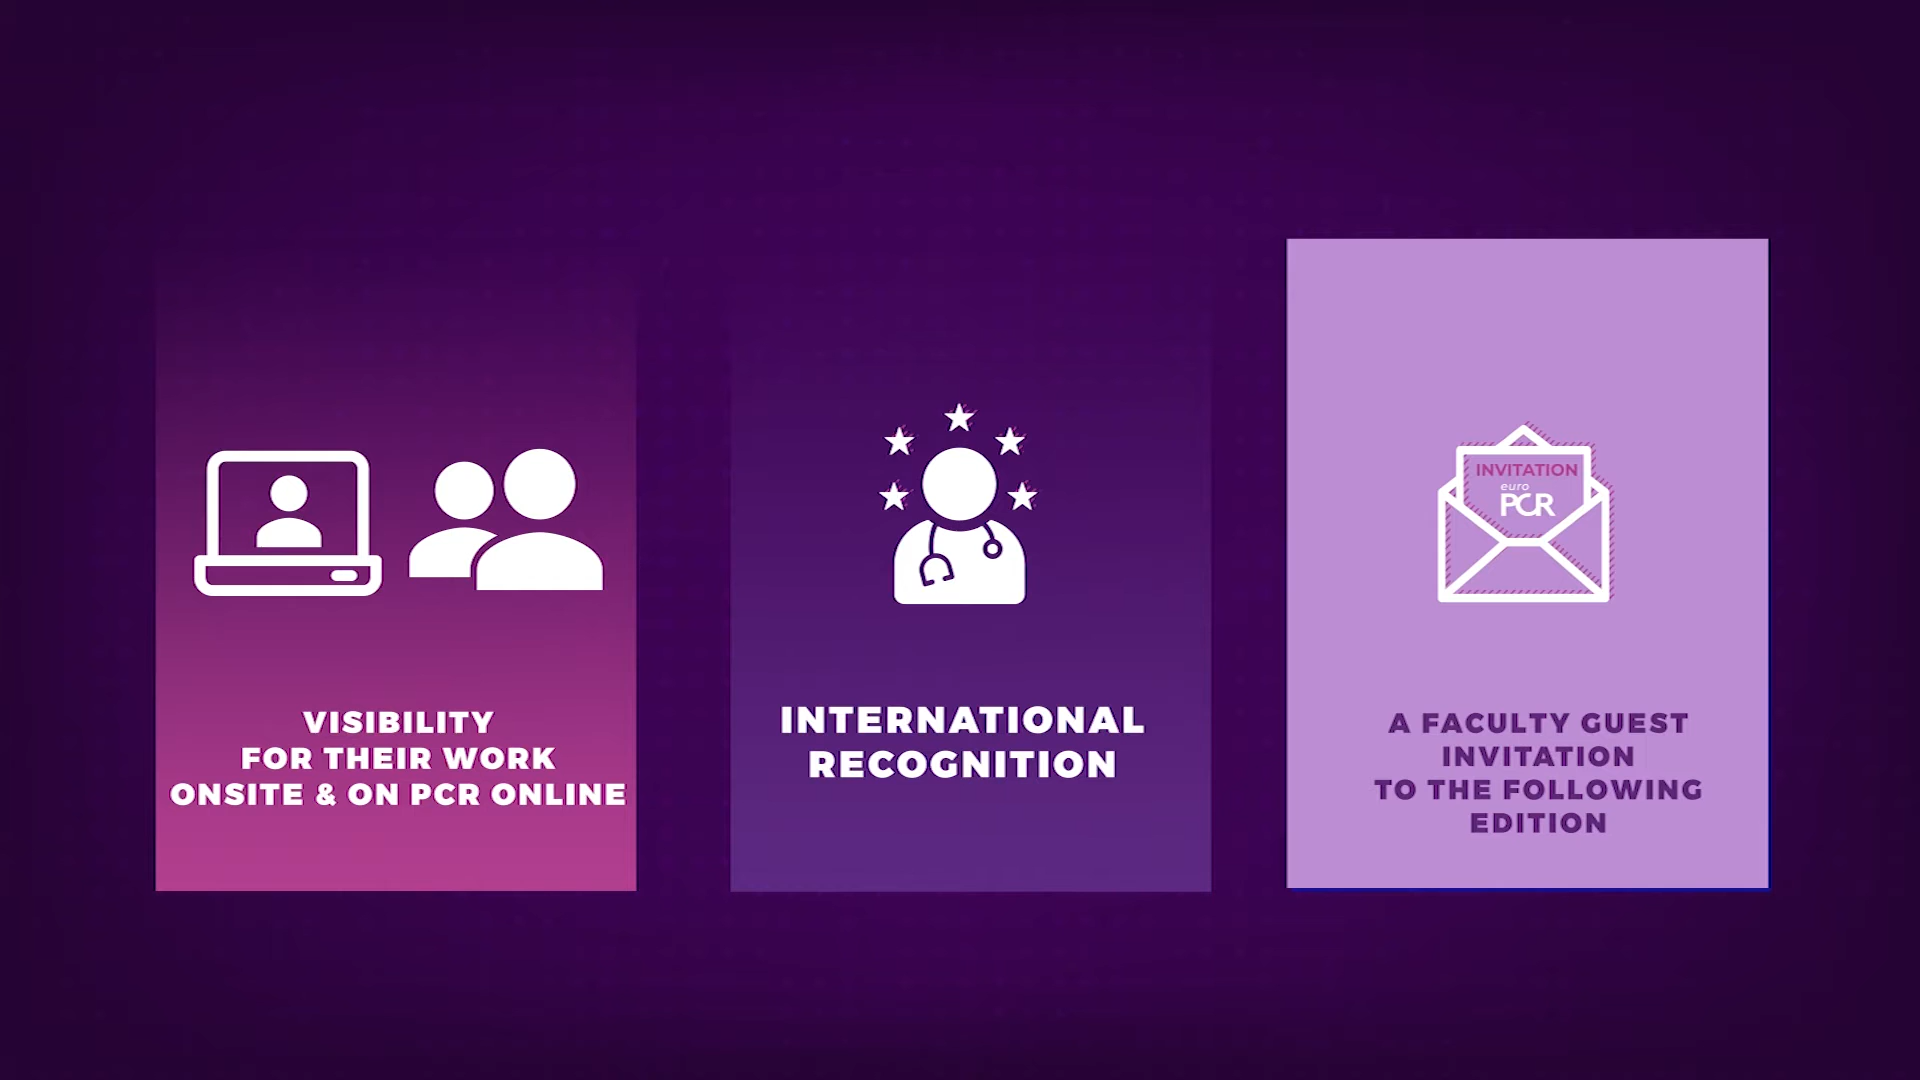 VISIBILITY
FOR THEIR WORK
ONSITE & ON PCR ONLINE
INTERNATIONAL
RECOGNITION
INVITATION
euro
PCR
A FACULTY GUEST
INVITATION
TO THE FOLLOWING
EDITION